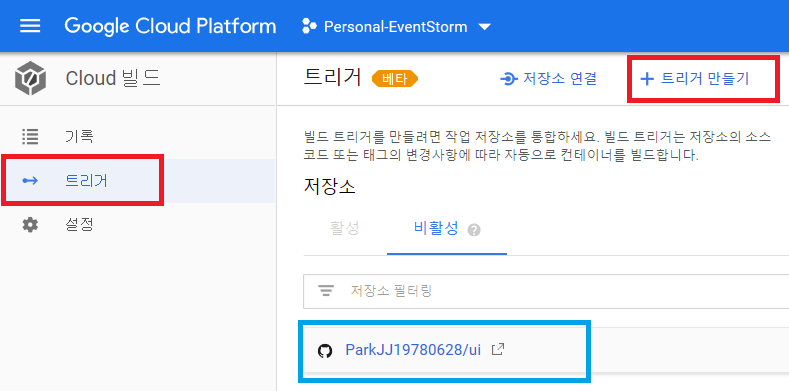 Google Cloud Platform
Personal-EventStorm
Cloud 빌드
트리거 베타
저장소 연결
트리거 만들기
기록
트리거
설정
빌드 트리거를 만들려면 작업 저장소를 통합하세요. 빌드 트리거는 저장소의 소스
코드 또는 태그의 변경사항에 따라 자동으로 컨테이너를 빌드합니다.
저장소
활성
비활성
저장소 필터링
ParkJJ19780628/ui